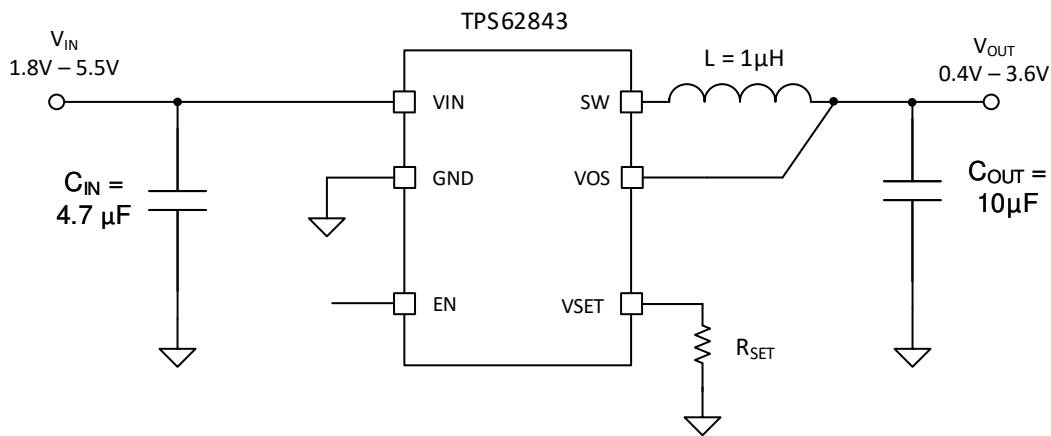 TPS62843
VIN
1.8V – 5.5V
L = 1µH
VOUT
0.4V – 3.6V
VIN
SW
GND
VOS
CIN =
4.7 µF
COUT =
10µF
EN
VSET
RSET